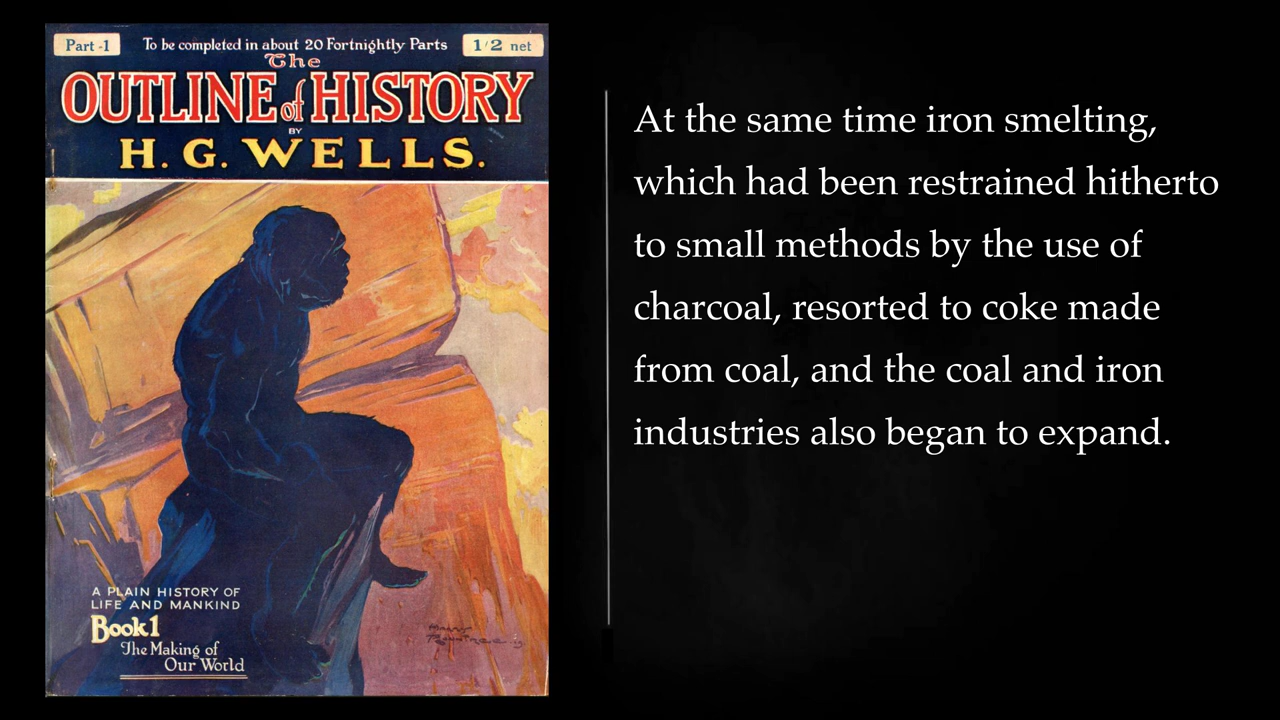 Part -1
To be completed in about 20 Fortnightly Parts
1/2 net
The
OUTLINE of HISTORY
BY
H. G. WELLS.
A PLAIN HISTORY OF
LIFE AND MANKIND
Book 1
The Making of
Our World
At the same time iron smelting,
which had been restrained hitherto
to small methods by the use of
charcoal, resorted to coke made
from coal, and the coal and iron
industries also began to expand.